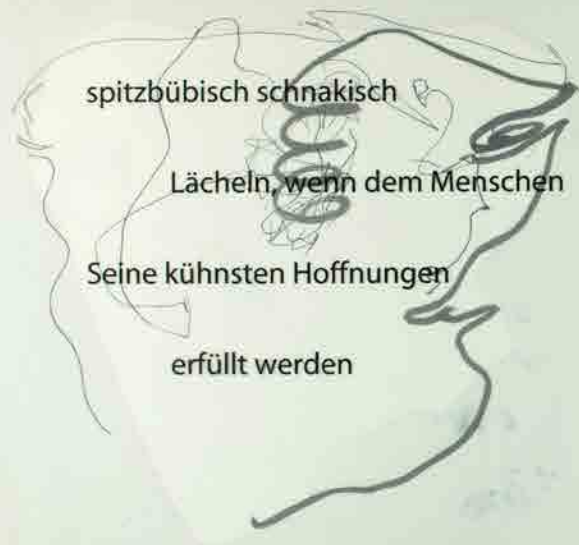 spitzbübisch schnakisch
Lächeln, wenn dem Menschen
Seine kühnsten Hoffnungen
erfüllt werden